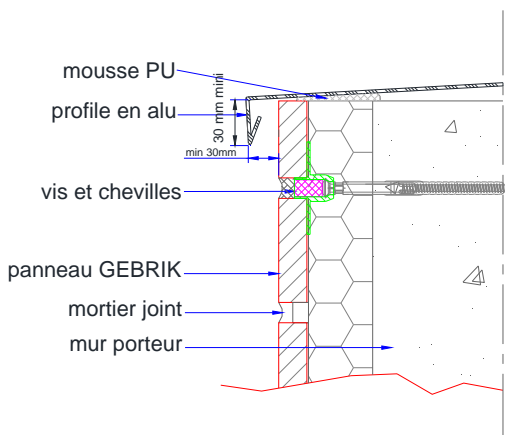 mousse PU
profile en alu
30 mm mini
min 30mm
vis et chevilles
panneau GEBRIK
mortier joint
mur porteur